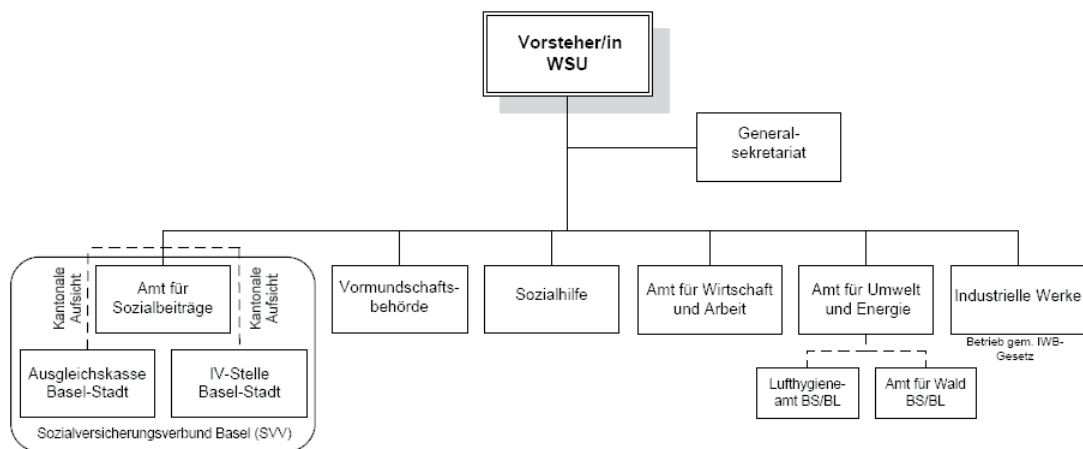 Vorsteher/in
WSU
General-
sekretariat
Kantonale
Aufsicht
Amt für
Sozialbeiträge
Kantonale
Aufsicht
Vormundschafts-
behörde
Sozialhilfe
Amt für Wirtschaft
und Arbeit
Amt für Umwelt
und Energie
Industrielle Werke
Betrieb gem. IWB-
Gesetz
Ausgleichskasse
Basel-Stadt
IV-Stelle
Basel-Stadt
Lufthygiene-
amt BS/BL
Amt für Wald
BS/BL
Sozialversicherungsverbund Basel (SVV)